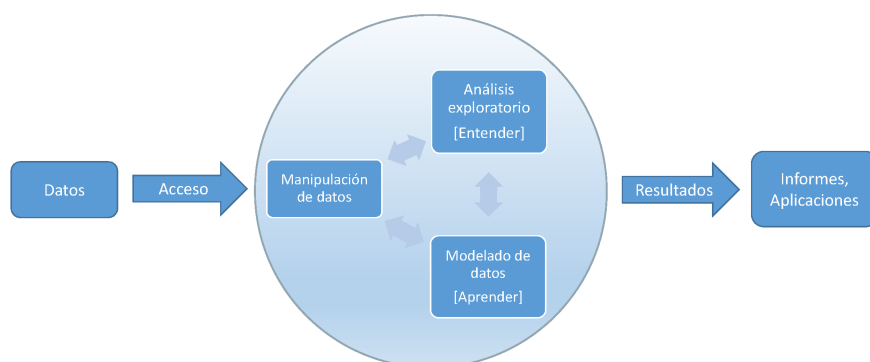 Datos
Acceso
Manipulación
de datos
Análisis
exploratorio
[Entender]
Modelado de
datos
[Aprender]
Resultados
Informes,
Aplicaciones